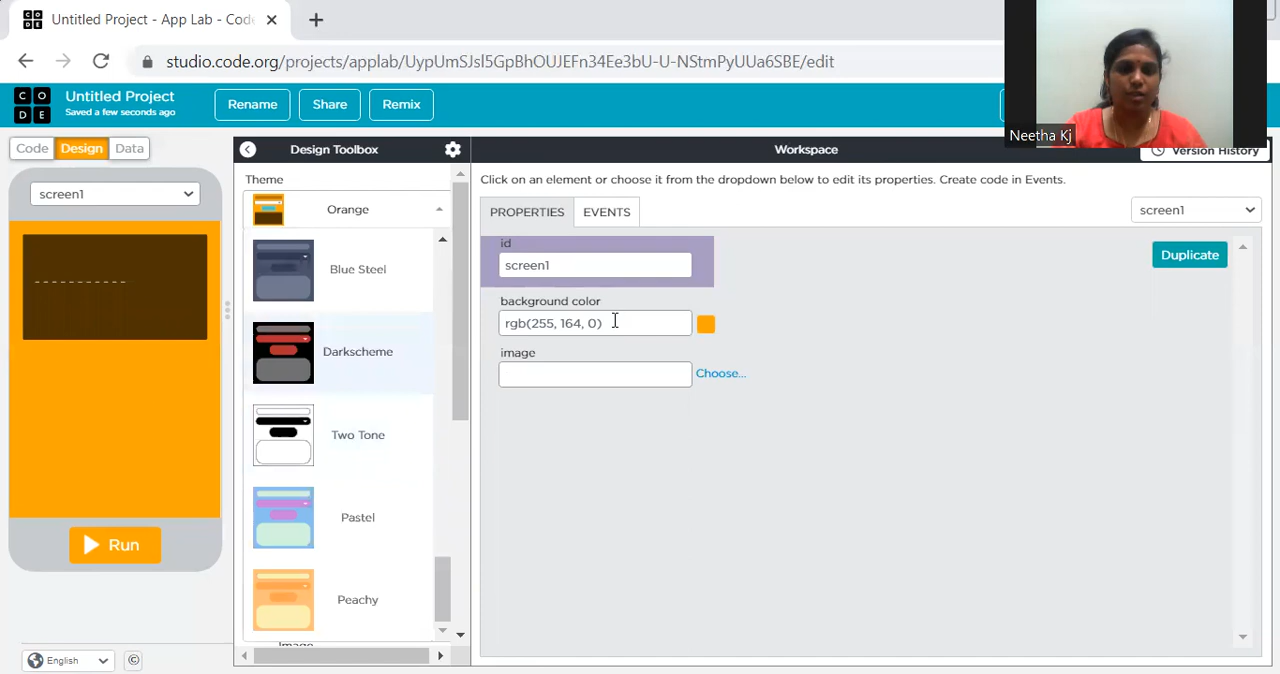 Untitled Project - App Lab - Code
studio.code.org/projects/applab/UypUmSJsl5GpBhOUJEFn34Ee3bU-U-NStmPyUUa6SBE/edit
Neetha Kj
C O
D E
Untitled Project
Saved a few seconds ago
Rename
Share
Remix
Code
Design
Data
Design Toolbox
Workspace
Version History
screen1
Theme
Orange
Click on an element or choose it from the dropdown below to edit its properties. Create code in Events.
PROPERTIES
EVENTS
screen1
id
screen1
Duplicate
background color
rgb(255, 164, 0)
image
Choose...
Blue Steel
Darkscheme
Two Tone
Pastel
Peachy
Image
Run
English
©